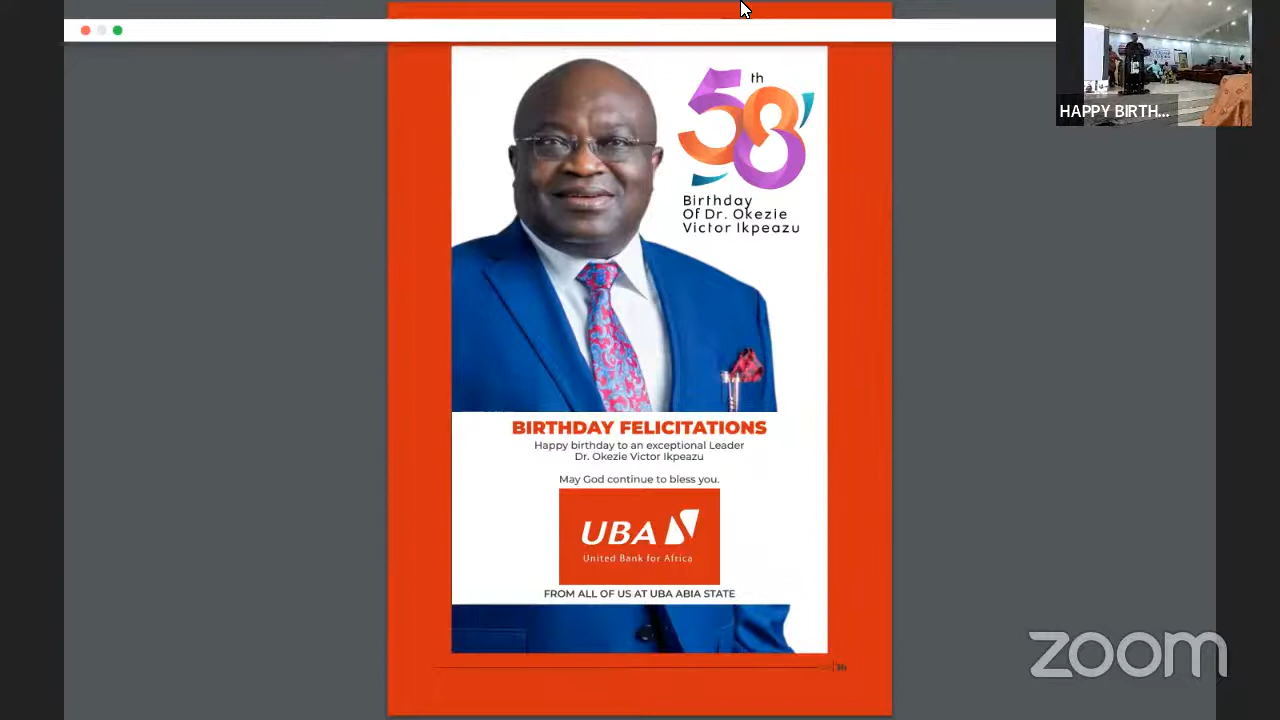 HAPPY BIRTH...
58th
Birthday
Of Dr. Okezie
Victor Ikpeazu
BIRTHDAY FELICITATIONS
Happy birthday to an exceptional Leader
Dr. Okezie Victor Ikpeazu
May God continue to bless you.
UBA
United Bank for Africa
FROM ALL OF US AT UBA ABIA STATE
zoom